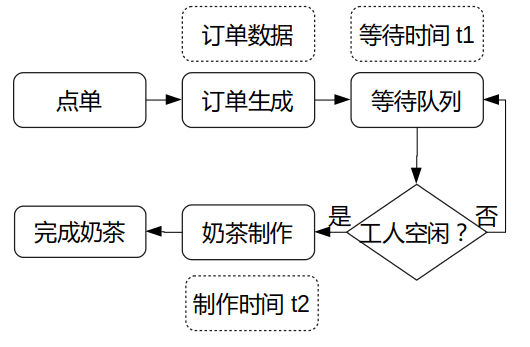 订单数据
等待时间 t1
点单
订单生成
等待队列
是
否
完成奶茶
奶茶制作
工人空闲？
制作时间 t2